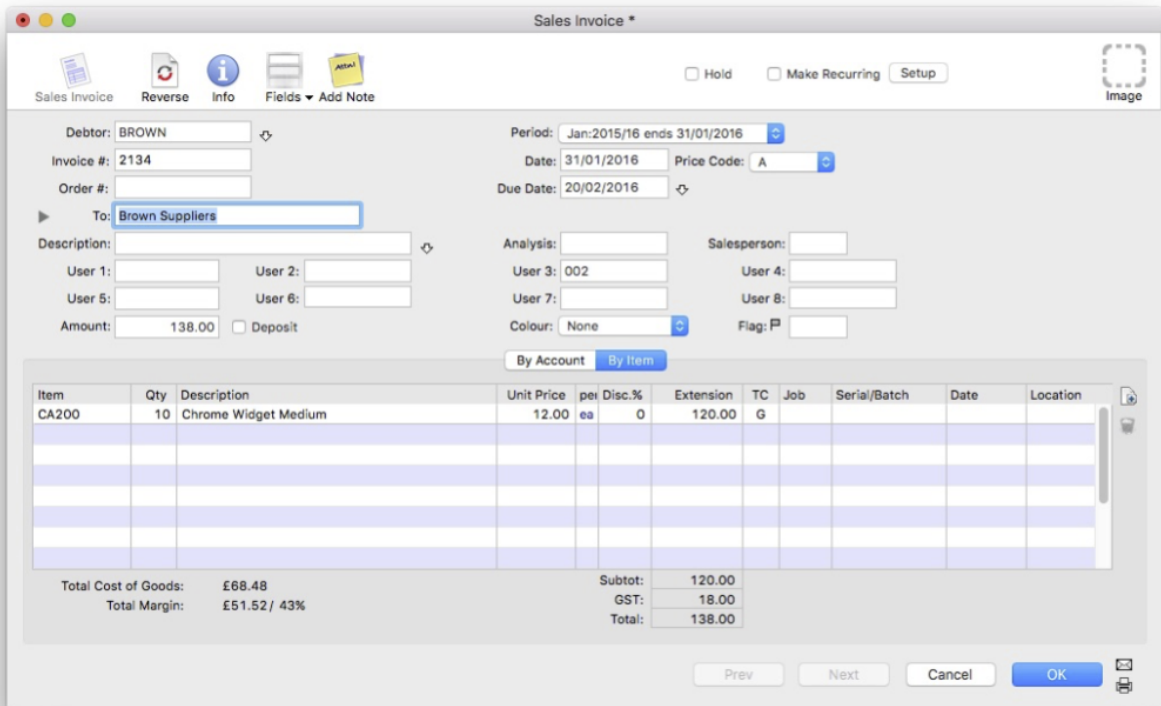 Sales Invoice *
Sales Invoice Reverse Info Fields Add Note
Attn!
Hold Make Recurring Setup
Image
Debtor: BROWN Period: Jan:2015/16 ends 31/01/2016
Invoice #: 2134 Date: 31/01/2016 Price Code: A
Order #: Due Date: 20/02/2016
To: Brown Suppliers
Description: Analysis: Salesperson:
User 1: User 2: User 3: 002 User 4:
User 5: User 6: User 7: User 8:
Amount: 138.00 Deposit Colour: None Flag:
By Account By Item
Item Qty Description Unit Price per Disc.% Extension TC Job Serial/Batch Date Location
CA200 10 Chrome Widget Medium 12.00 ea 0 120.00 G
Total Cost of Goods: £68.48 Subtot: 120.00
Total Margin: £51.52/ 43% GST: 18.00
Total: 138.00
Prev Next Cancel OK